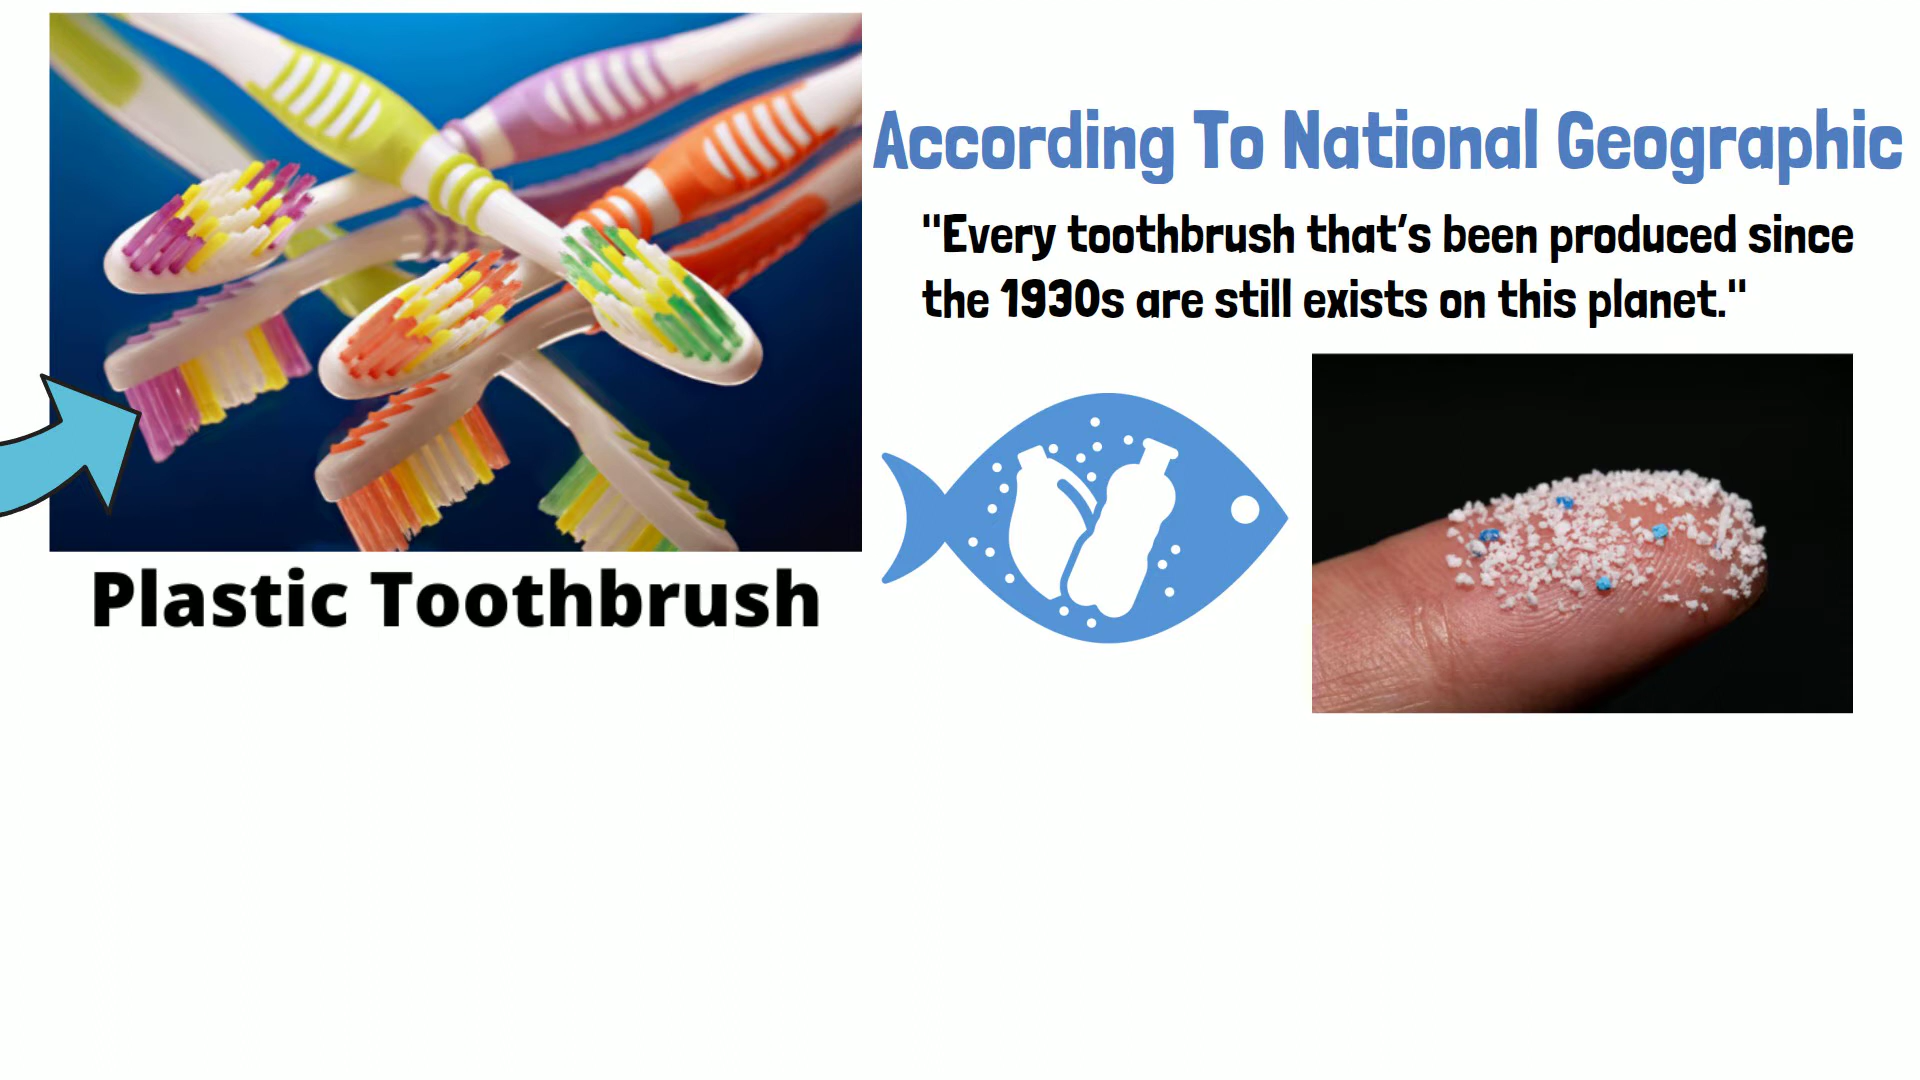 According To National Geographic
"Every toothbrush that’s been produced since
the 1930s are still exists on this planet."
Plastic Toothbrush